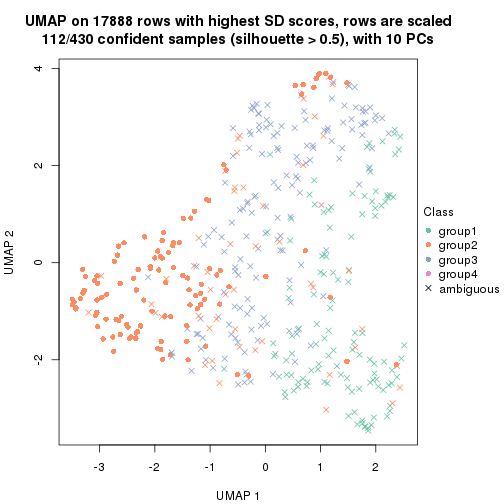 UMAP on 17888 rows with highest SD scores, rows are scaled
112/430 confident samples (silhouette > 0.5), with 10 PCs
4
2
0
-2
UMAP 2
-3
-2
-1
0
1
2
UMAP 1
Class
group1
group2
group3
group4
ambiguous